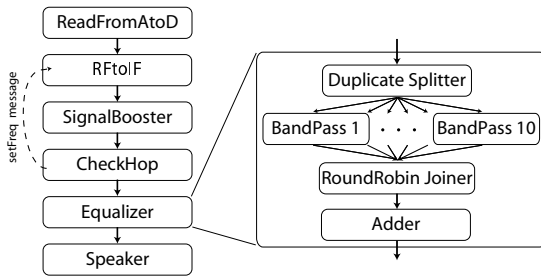 ReadFromAtoD
RFtoIF
SignalBooster
CheckHop
Equalizer
Speaker
setFreq message
Duplicate Splitter
BandPass 1
. . .
BandPass 10
RoundRobin Joiner
Adder